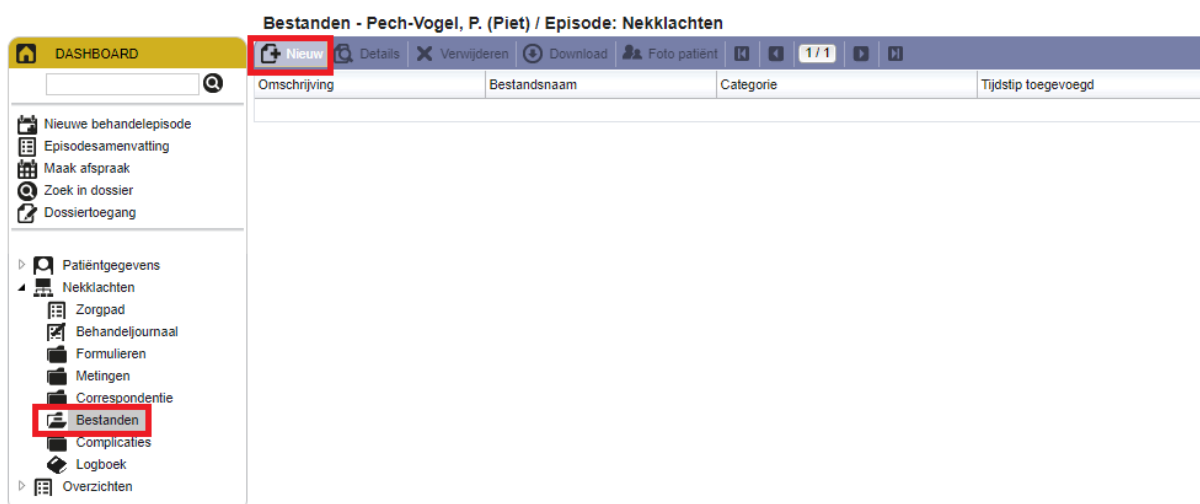 Bestanden - Pech-Vogel, P. (Piet) / Episode: Nekklachten
DASHBOARD
Nieuw Details Verwijderen Download Foto patiënt 1 / 1
Omschrijving Bestandsnaam Categorie Tijdstip toegevoegd
Nieuwe behandelepisode
Episodesamenvatting
Maak afspraak
Zoek in dossier
Dossiertoegang
Patiëntgegevens
Nekklachten
Zorgpad
Behandeljournaal
Formulieren
Metingen
Correspondentie
Bestanden
Complicaties
Logboek
Overzichten